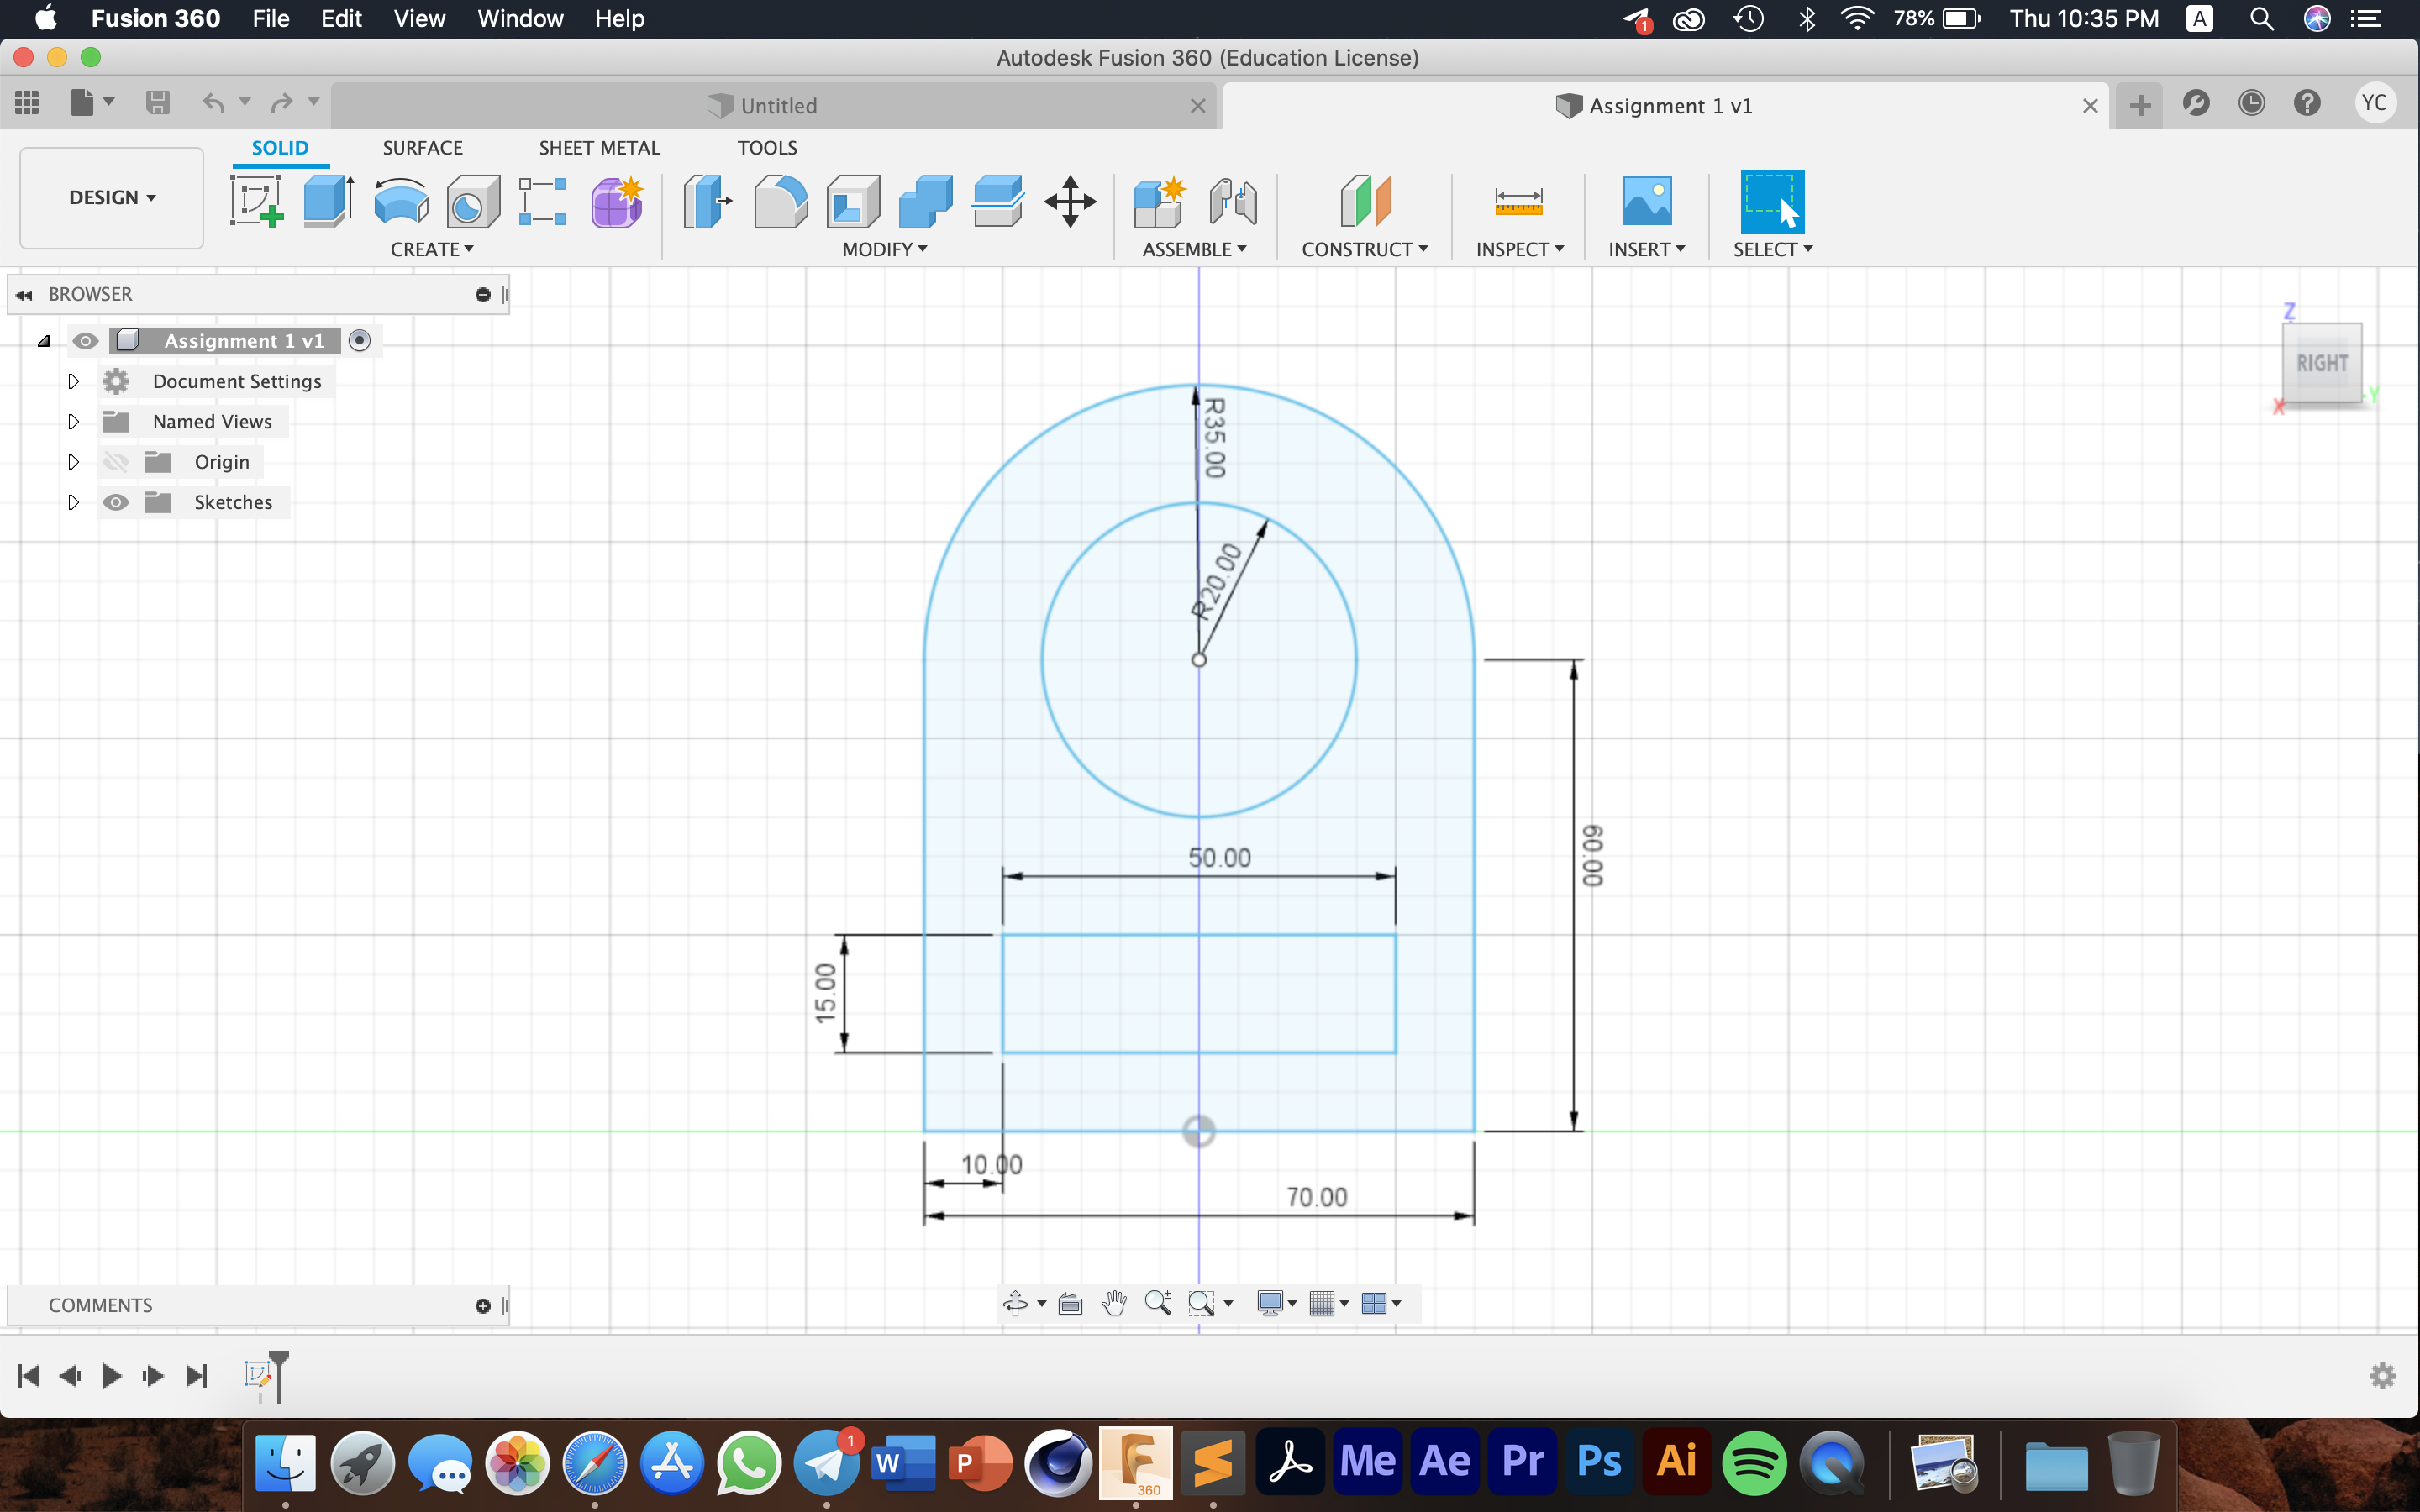 Fusion 360 File Edit View Window Help 1 78% Thu 10:35 PM A
Autodesk Fusion 360 (Education License)
Untitled Assignment 1 v1 YC
SOLID SURFACE SHEET METAL TOOLS
DESIGN
CREATE MODIFY ASSEMBLE CONSTRUCT INSPECT INSERT SELECT
BROWSER
Assignment 1 v1
Document Settings
Named Views
Origin
Sketches
Z
RIGHT
X Y
R35.00
R20.00
50.00
60.00
15.00
10.00
70.00
COMMENTS
1
W P F 360 Me Ae Pr Ps Ai